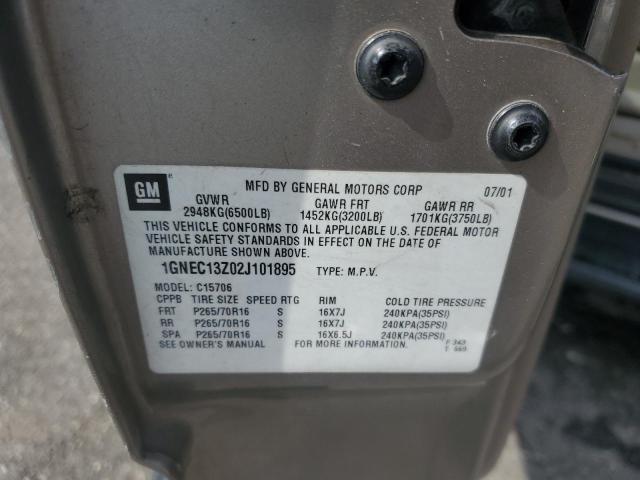 GM ®
MFD BY GENERAL MOTORS CORP 07/01
GVWR GAWR FRT GAWR RR
2948KG(6500LB) 1452KG(3200LB) 1701KG(3750LB)
THIS VEHICLE CONFORMS TO ALL APPLICABLE U.S. FEDERAL MOTOR
VEHICLE SAFETY STANDARDS IN EFFECT ON THE DATE OF
MANUFACTURE SHOWN ABOVE.
1GNEC13Z02J101895 TYPE: M.P.V.
MODEL: C15706
CPPB TIRE SIZE SPEED RTG RIM COLD TIRE PRESSURE
FRT P265/70R16 S 16X7J 240KPA(35PSI)
RR P265/70R16 S 16X7J 240KPA(35PSI)
SPA P265/70R16 S 16X6.5J 240KPA(35PSI)
SEE OWNER'S MANUAL FOR MORE INFORMATION.